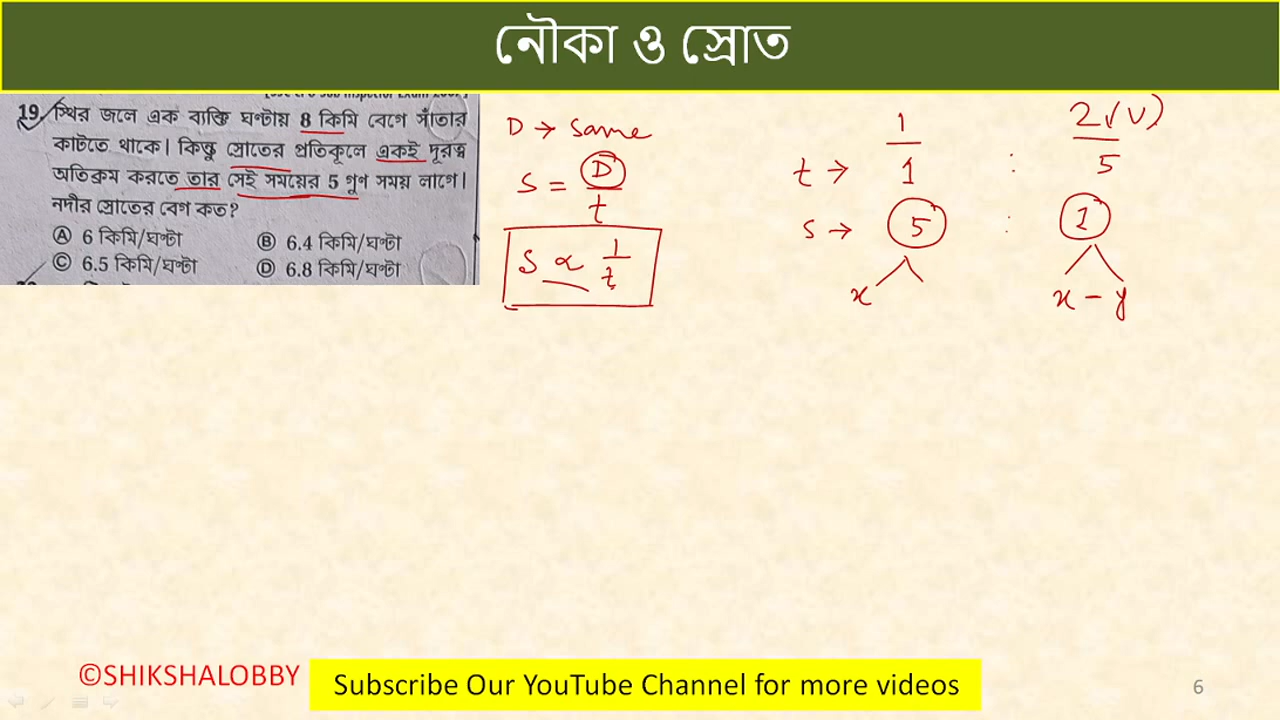 নৌকা ও স্রোত
19. স্থির জলে এক ব্যক্তি ঘণ্টায় 8 কিমি বেগে সাঁতার
কাটতে থাকে। কিন্তু স্রোতের প্রতিকূলে একই দূরত্ব
অতিক্রম করতে তার সেই সময়ের 5 গুণ সময় লাগে।
নদীর স্রোতের বেগ কত?
Ⓐ 6 কিমি/ঘণ্টা Ⓑ 6.4 কিমি/ঘণ্টা
Ⓒ 6.5 কিমি/ঘণ্টা Ⓓ 6.8 কিমি/ঘণ্টা
D → same
S = D
t
S ∝ 1
t
1
t → 1 : 5
S → 5 : 1
x x - y
©SHIKSHALOBBY
Subscribe Our YouTube Channel for more videos
6